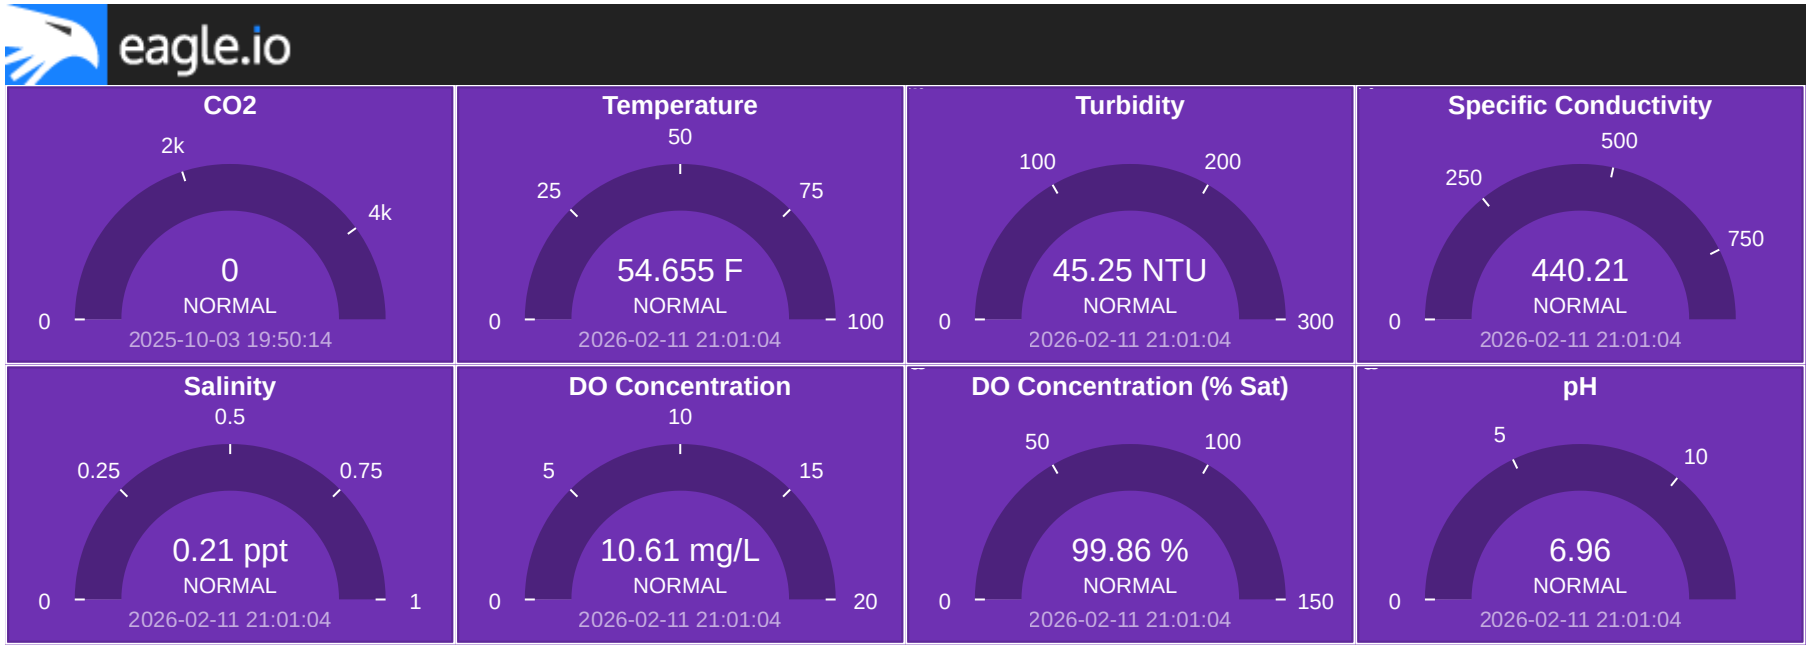 eagle.io
CO2
2k
4k
0
0
NORMAL
2025-10-03 19:50:14
Temperature
50
25
75
54.655 F
NORMAL
0
100
2026-02-11 21:01:04
Turbidity
100
200
45.25 NTU
NORMAL
0
300
2026-02-11 21:01:04
Specific Conductivity
500
250
750
440.21
NORMAL
0
2026-02-11 21:01:04
Salinity
0.5
0.25
0.75
0.21 ppt
NORMAL
0
1
2026-02-11 21:01:04
DO Concentration
10
5
15
10.61 mg/L
NORMAL
0
20
2026-02-11 21:01:04
DO Concentration (% Sat)
50
100
99.86 %
NORMAL
0
150
2026-02-11 21:01:04
pH
5
10
6.96
NORMAL
0
2026-02-11 21:01:04